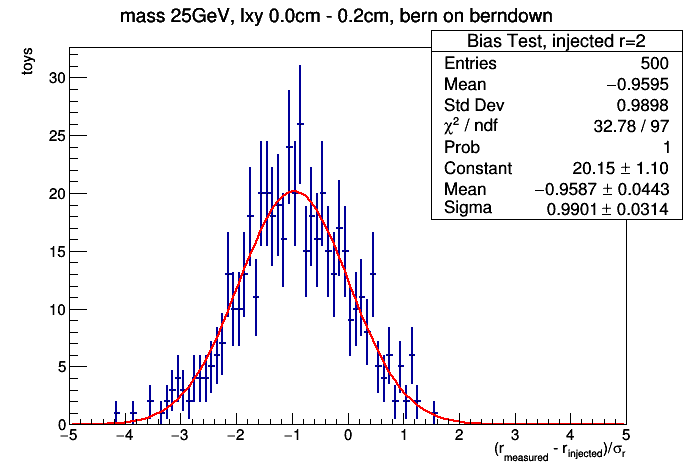 mass 25GeV, lxy 0.0cm - 0.2cm, bern on berndown
Bias Test, injected r=2
Entries 500
Mean −0.9595
Std Dev 0.9898
χ² / ndf 32.78 / 97
Prob 1
Constant 20.15 ± 1.10
Mean −0.9587 ± 0.0443
Sigma 0.9901 ± 0.0314
toys
30
25
20
15
10
5
0
−5 −4 −3 −2 −1 0 1 2 3 4 5
(r_measured - r_injected)/σ_r